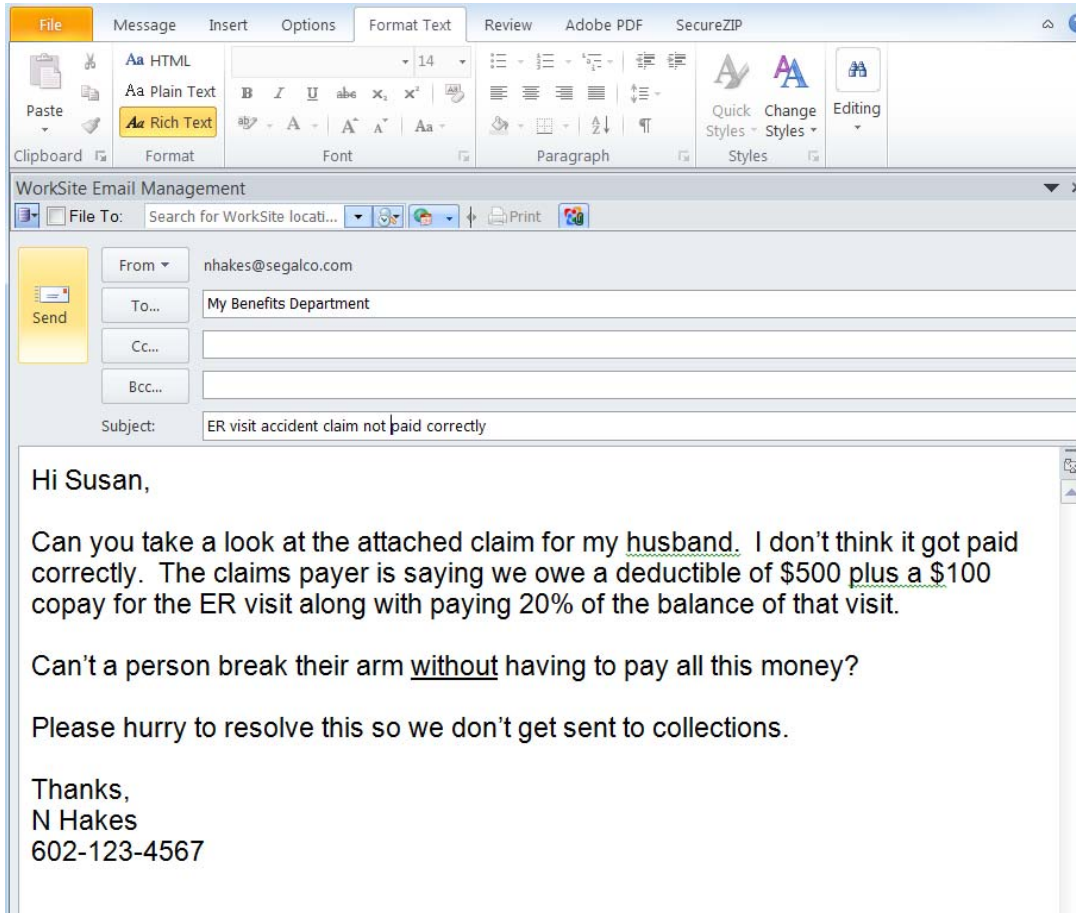 File Message Insert Options Format Text Review Adobe PDF SecureZIP
Aa HTML 14
Aa Plain Text B I U abc x₂ x² AB
Paste Quick Change Editing
Aa Rich Text ab A A A Aa Styles Styles
Clipboard Format Font Paragraph Styles
WorkSite Email Management
File To: Search for WorkSite locati... Print
From nhakes@segalco.com
Send To... My Benefits Department
Cc...
Bcc...
Subject: ER visit accident claim not paid correctly
Hi Susan,
Can you take a look at the attached claim for my husband. I don't think it got paid
correctly. The claims payer is saying we owe a deductible of $500 plus a $100
copay for the ER visit along with paying 20% of the balance of that visit.
Can't a person break their arm without having to pay all this money?
Please hurry to resolve this so we don't get sent to collections.
Thanks,
N Hakes
602-123-4567